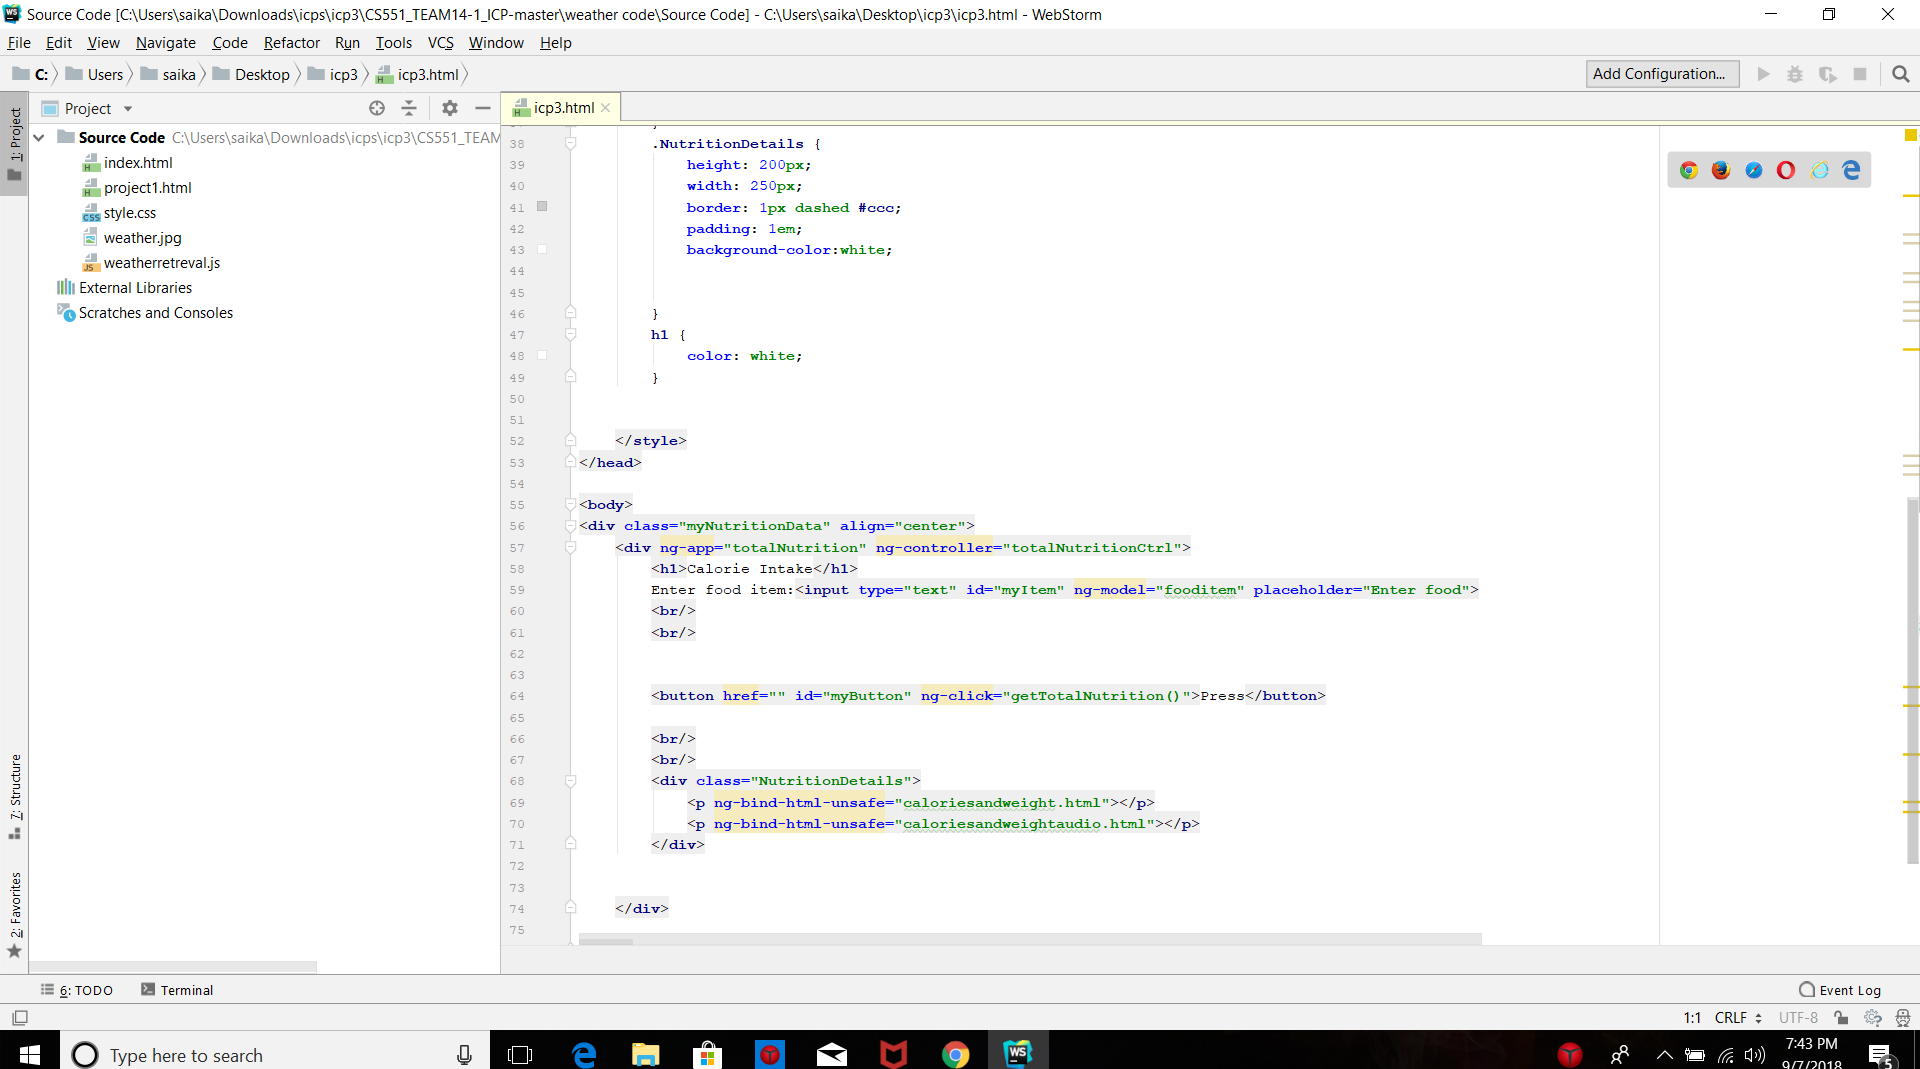 Source Code [C:\Users\saika\Downloads\icps\icp3\CS551_TEAM14-1_ICP-master\weather code\Source Code] - C:\Users\saika\Desktop\icp3\icp3.html - WebStorm
File Edit View Navigate Code Refactor Run Tools VCS Window Help
C: Users saika Desktop icp3 icp3.html Add Configuration...
1: Project
7: Structure
2: Favorites
Project
Source Code C:\Users\saika\Downloads\icps\icp3\CS551_TEAM
index.html
project1.html
style.css
weather.jpg
weatherretreval.js
External Libraries
Scratches and Consoles
icp3.html
}
38 .NutritionDetails {
39 height: 200px;
40 width: 250px;
41 border: 1px dashed #ccc;
42 padding: 1em;
43 background-color:white;
44
45
46 }
47 h1 {
48 color: white;
49 }
50
51
52 </style>
53 </head>
54
55 <body>
56 <div class="myNutritionData" align="center">
57 <div ng-app="totalNutrition" ng-controller="totalNutritionCtrl">
58 <h1>Calorie Intake</h1>
59 Enter food item:<input type="text" id="myItem" ng-model="fooditem" placeholder="Enter food">
60 <br/>
61 <br/>
62
63
64 <button href="" id="myButton" ng-click="getTotalNutrition()">Press</button>
65
66 <br/>
67 <br/>
68 <div class="NutritionDetails">
69 <p ng-bind-html-unsafe="caloriesandweight.html"></p>
70 <p ng-bind-html-unsafe="caloriesandweightaudio.html"></p>
71 </div>
72
73
74 </div>
75
6: TODO Terminal Event Log
1:1 CRLF UTF-8
Type here to search
7:43 PM
9/7/2018
5